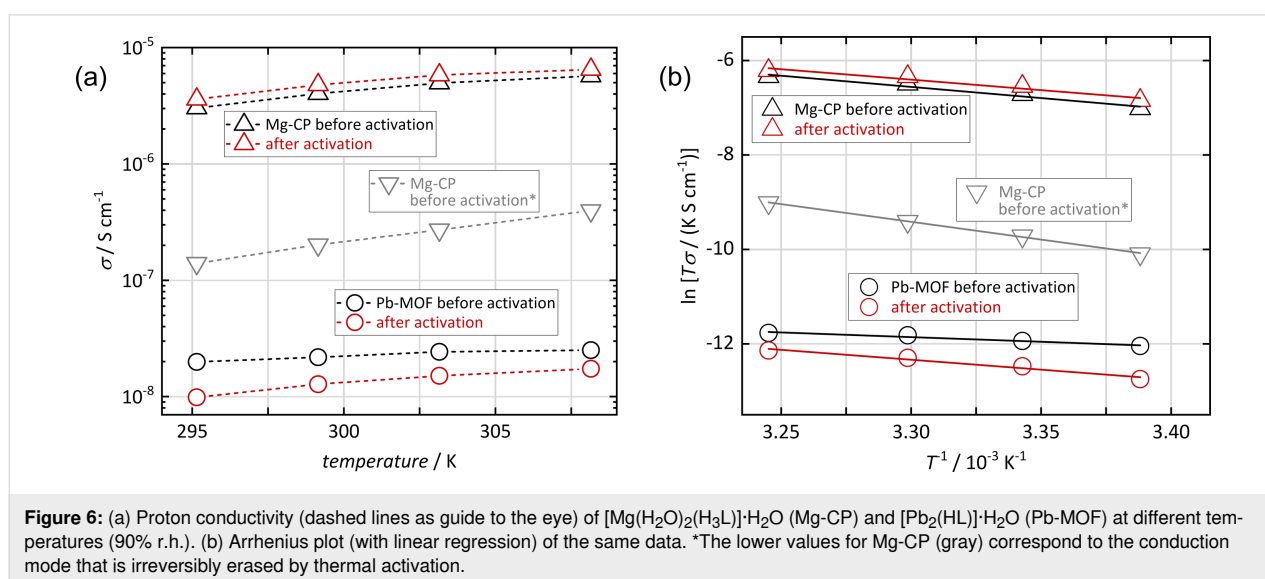 (a)
10⁻⁵
10⁻⁶
10⁻⁷
10⁻⁸
σ / S cm⁻¹
Mg-CP before activation
after activation
Mg-CP
before activation*
Pb-MOF before activation
after activation
295
300
305
temperature / K
(b)
-6
-8
-10
-12
ln [Tσ / (K S cm⁻¹)]
Mg-CP before activation
after activation
Mg-CP
before activation*
Pb-MOF before activation
after activation
3.25
3.30
3.35
3.40
T⁻¹ / 10⁻³ K⁻¹
Figure 6: (a) Proton conductivity (dashed lines as guide to the eye) of [Mg(H₂O)₂(H₃L)]·H₂O (Mg-CP) and [Pb₂(HL)]·H₂O (Pb-MOF) at different tem-
peratures (90% r.h.). (b) Arrhenius plot (with linear regression) of the same data. *The lower values for Mg-CP (gray) correspond to the conduction
mode that is irreversibly erased by thermal activation.